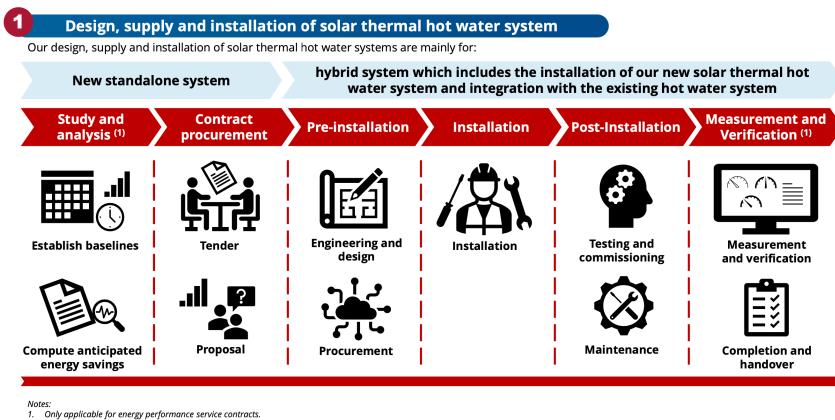 1
Design, supply and installation of solar thermal hot water system
Our design, supply and installation of solar thermal hot water systems are mainly for:
New standalone system
hybrid system which includes the installation of our new solar thermal hot
water system and integration with the existing hot water system
Study and
analysis (1)
Contract
procurement
Pre-installation
Installation
Post-Installation
Measurement and
Verification (1)
Establish baselines
Tender
Engineering and
design
Installation
Testing and
commissioning
Measurement
and verification
?
Compute anticipated
energy savings
Proposal
Procurement
Maintenance
Completion and
handover
Notes:
1. Only applicable for energy performance service contracts.